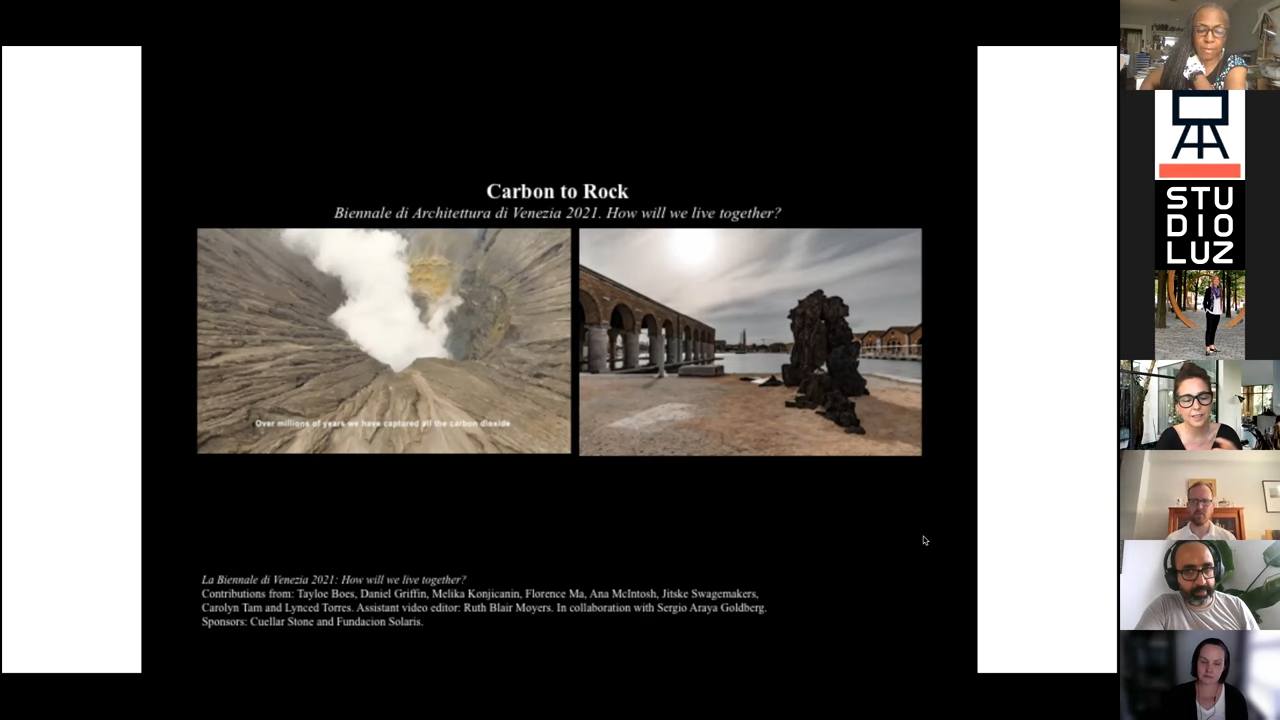 Carbon to Rock
Biennale di Architettura di Venezia 2021. How will we live together?
Over millions of years we have captured all the carbon dioxide
La Biennale di Venezia 2021: How will we live together?
Contributions from: Tayloe Boes, Daniel Griffin, Melika Konjicanin, Florence Ma, Ana McIntosh, Jitske Swagemakers,
Carolyn Tam and Lynced Torres. Assistant video editor: Ruth Blair Moyers. In collaboration with Sergio Araya Goldberg.
Sponsors: Cuellar Stone and Fundacion Solaris.
STU
DIO
LUZ